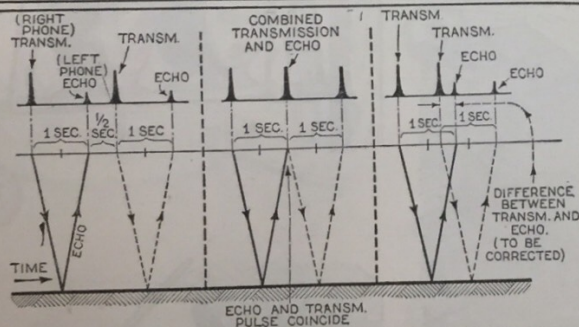 (RIGHT
PHONE)
TRANSM.
(LEFT
PHONE)
ECHO
TRANSM.
ECHO
1 SEC.
1/2
SEC.
1 SEC.
ECHO
TIME
COMBINED
TRANSMISSION
AND ECHO
1 SEC.
1 SEC.
ECHO AND TRANSM.
PULSE COINCIDE
TRANSM.
TRANSM.
ECHO
ECHO
1 SEC.
1 SEC.
DIFFERENCE
BETWEEN
TRANSM. AND
ECHO.
(TO BE
CORRECTED)